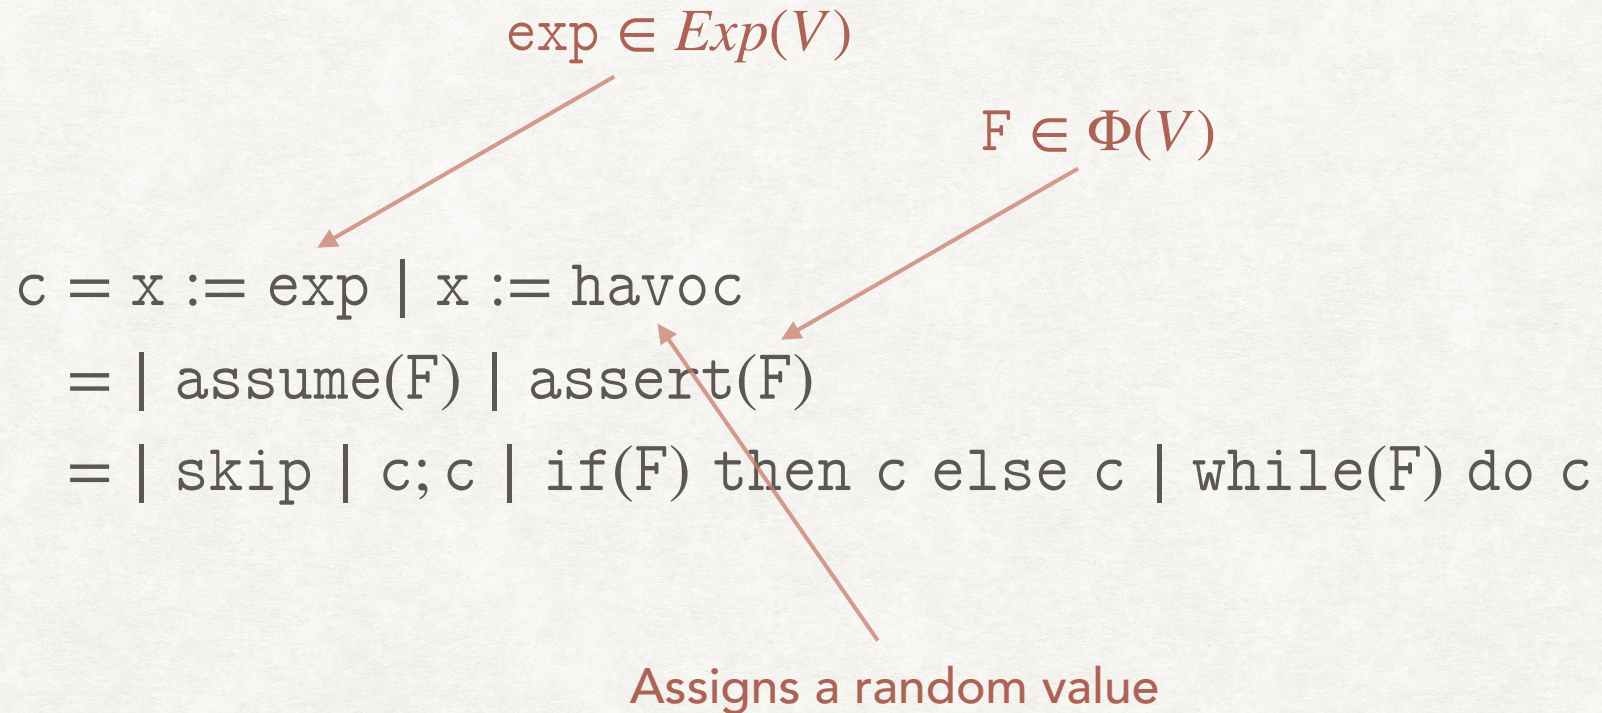 exp ∈ Exp(V)
F ∈ Φ(V)
c = x := exp | x := havoc
= | assume(F) | assert(F)
= | skip | c; c | if(F) then c else c | while(F) do c
Assigns a random value